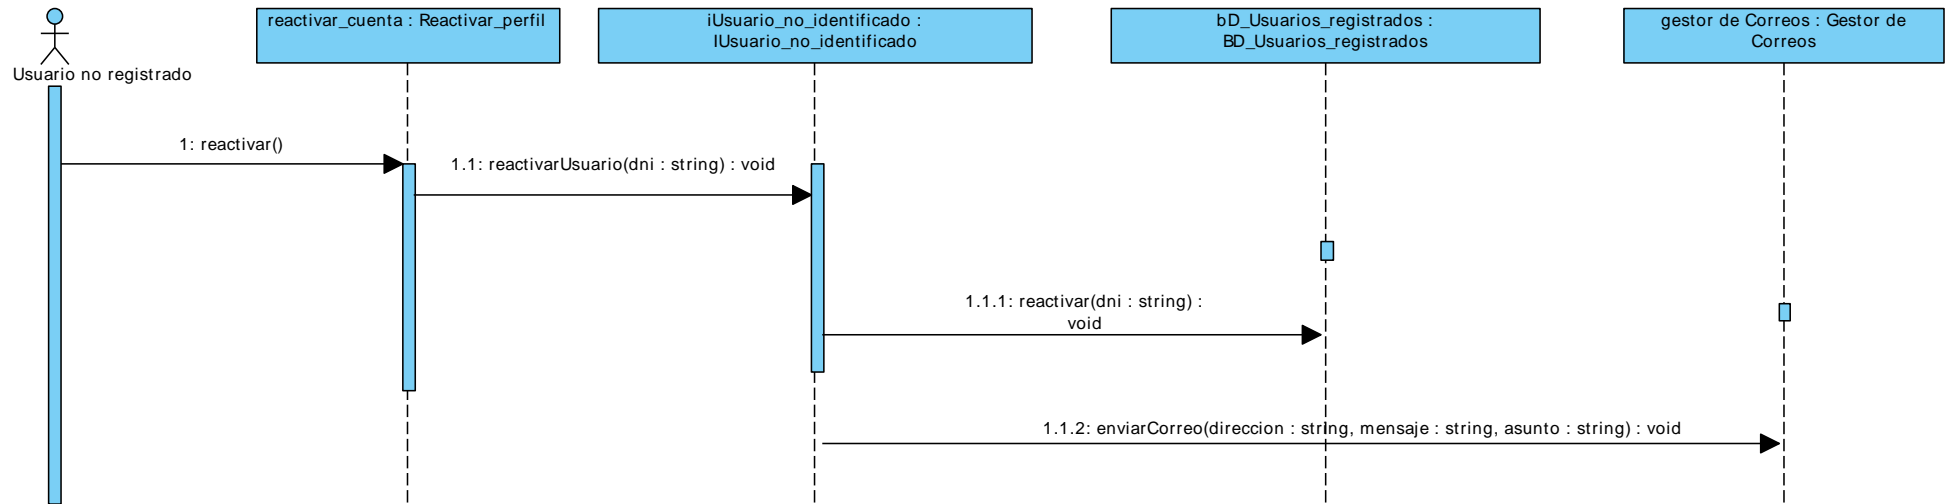 reactivar_cuenta : Reactivar_perfil
iUsuario_no_identificado :
IUsuario_no_identificado
bD_Usuarios_registrados :
BD_Usuarios_registrados
gestor de Correos : Gestor de
Correos
Usuario no registrado
1: reactivar()
1.1: reactivarUsuario(dni : string) : void
1.1.1: reactivar(dni : string) :
void
1.1.2: enviarCorreo(direccion : string, mensaje : string, asunto : string) : void